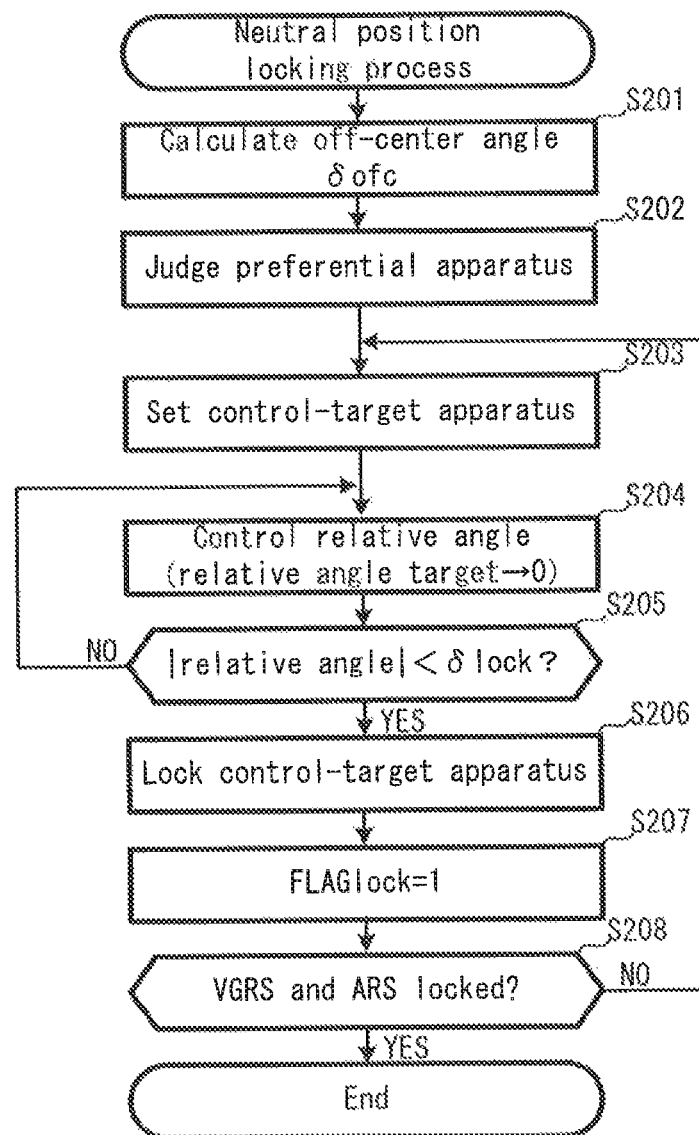 Neutral position
locking process
S201
Calculate off-center angle
δ ofc
S202
Judge preferential apparatus
S203
Set control-target apparatus
S204
Control relative angle
(relative angle target→0)
S205
NO
|relative angle| < δ lock?
YES
S206
Lock control-target apparatus
S207
FLAGlock=1
S208
VGRS and ARS locked?
NO
YES
End